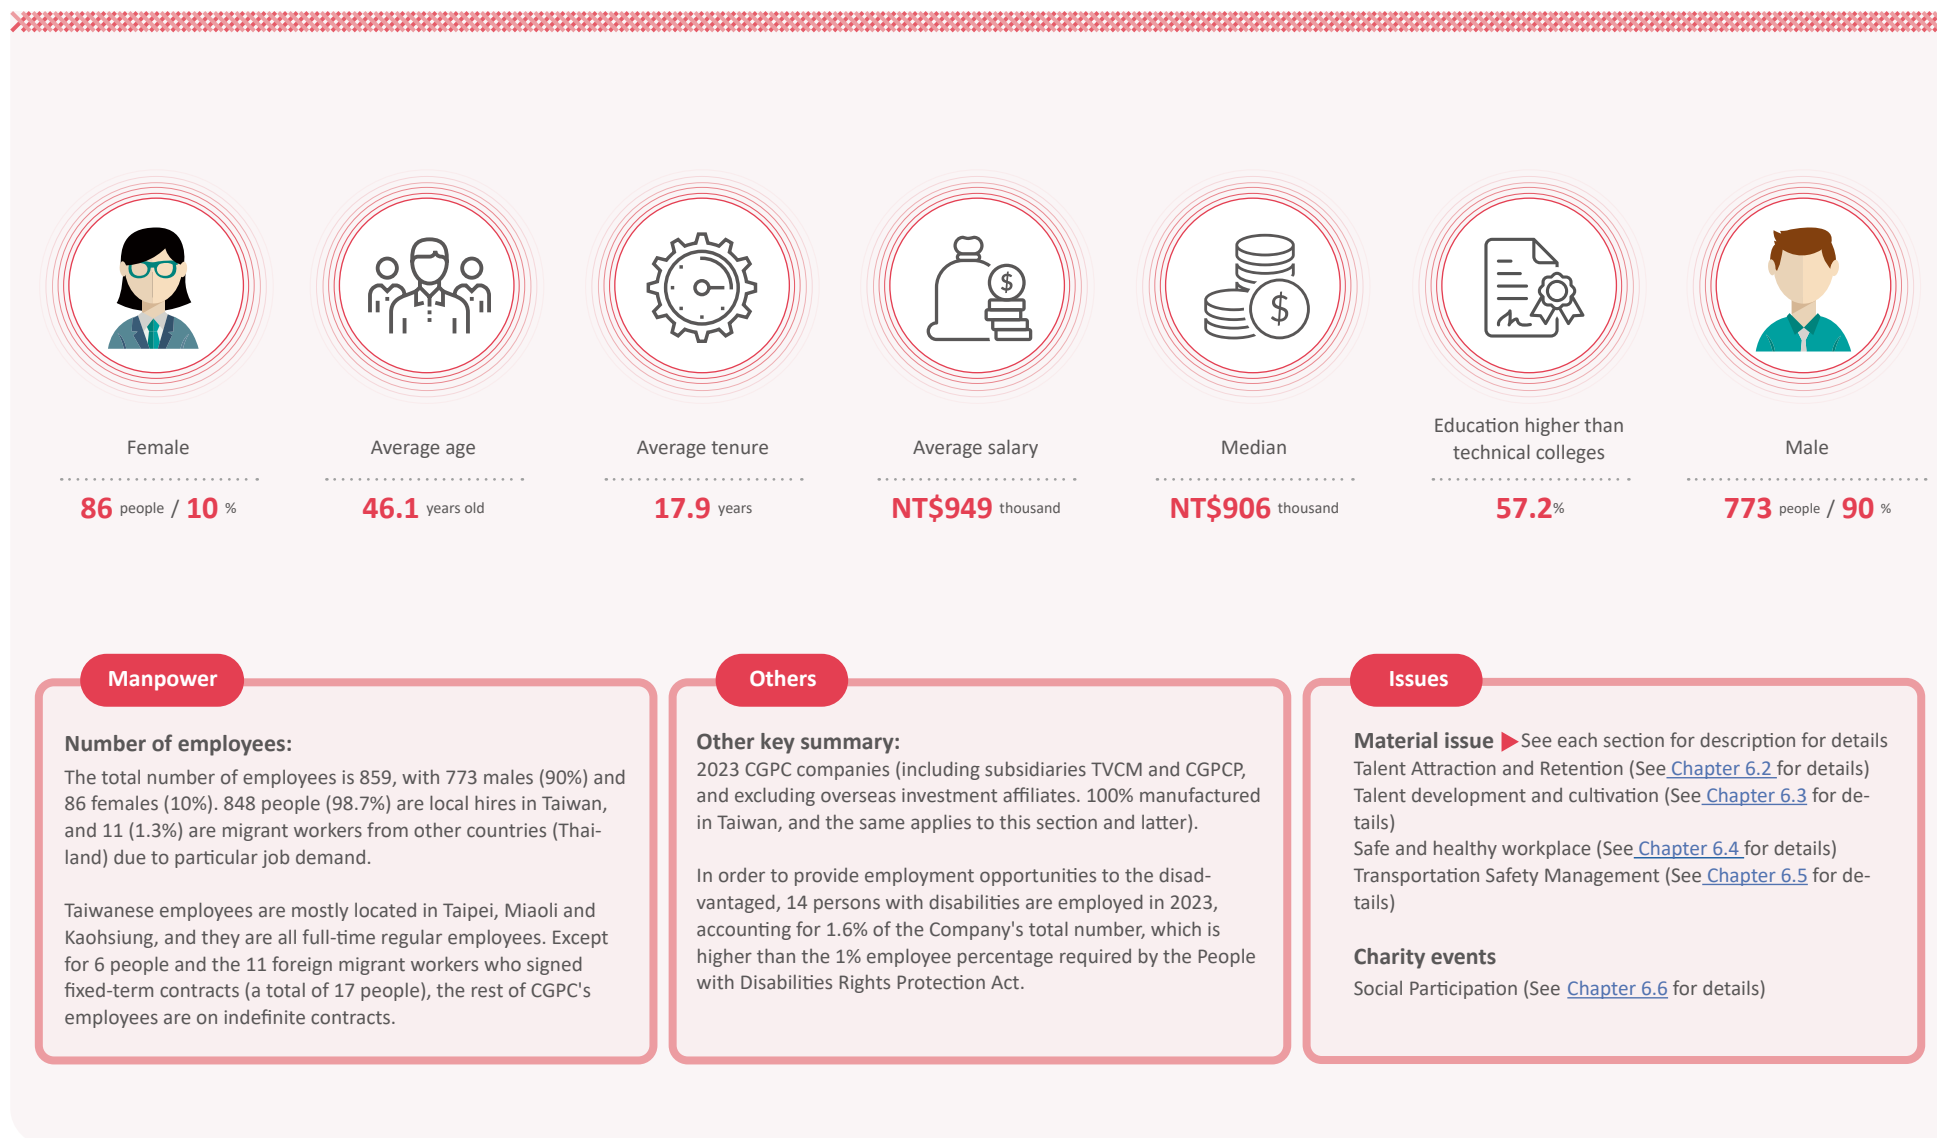 Female
86 people / 10 %
Average age
46.1 years old
Average tenure
17.9 years
Average salary
NT$949 thousand
Median
NT$906 thousand
Education higher than
technical colleges
57.2%
Male
773 people / 90 %
Manpower
Number of employees:
The total number of employees is 859, with 773 males (90%) and
86 females (10%). 848 people (98.7%) are local hires in Taiwan,
and 11 (1.3%) are migrant workers from other countries (Thai-
land) due to particular job demand.
Taiwanese employees are mostly located in Taipei, Miaoli and
Kaohsiung, and they are all full-time regular employees. Except
for 6 people and the 11 foreign migrant workers who signed
fixed-term contracts (a total of 17 people), the rest of CGPC's
employees are on indefinite contracts.
Others
Other key summary:
2023 CGPC companies (including subsidiaries TVCM and CGPCP,
and excluding overseas investment affiliates. 100% manufactured
in Taiwan, and the same applies to this section and latter).
In order to provide employment opportunities to the disad-
vantaged, 14 persons with disabilities are employed in 2023,
accounting for 1.6% of the Company's total number, which is
higher than the 1% employee percentage required by the People
with Disabilities Rights Protection Act.
Issues
Material issue ▶See each section for description for details
Talent Attraction and Retention (See Chapter 6.2 for details)
Talent development and cultivation (See Chapter 6.3 for de-
tails)
Safe and healthy workplace (See Chapter 6.4 for details)
Transportation Safety Management (See Chapter 6.5 for de-
tails)
Charity events
Social Participation (See Chapter 6.6 for details)
$
$